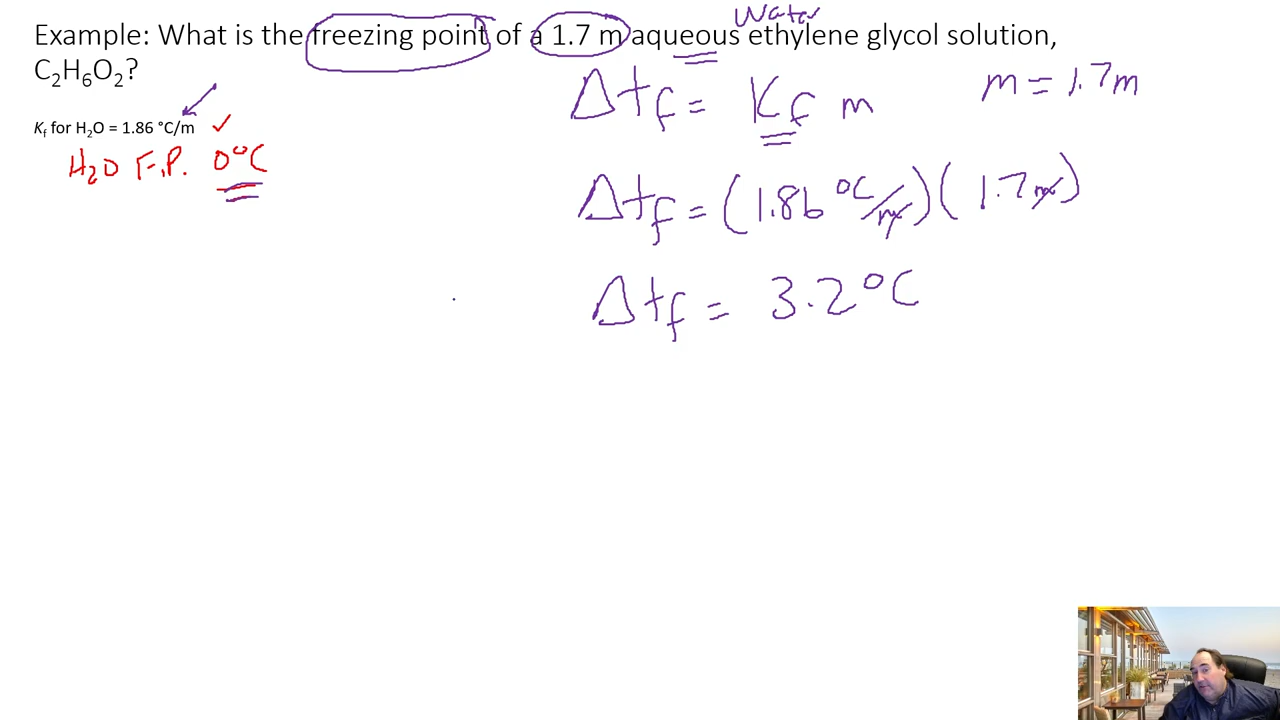 Water
Example: What is the freezing point of a 1.7 m aqueous ethylene glycol solution,
C₂H₆O₂?
Δtf = Kf m
m = 1.7m
Kf for H₂O = 1.86 °C/m ✓
H₂O F.P. 0°C
Δtf = (1.86 °C/m)(1.7m)
Δtf = 3.2°C